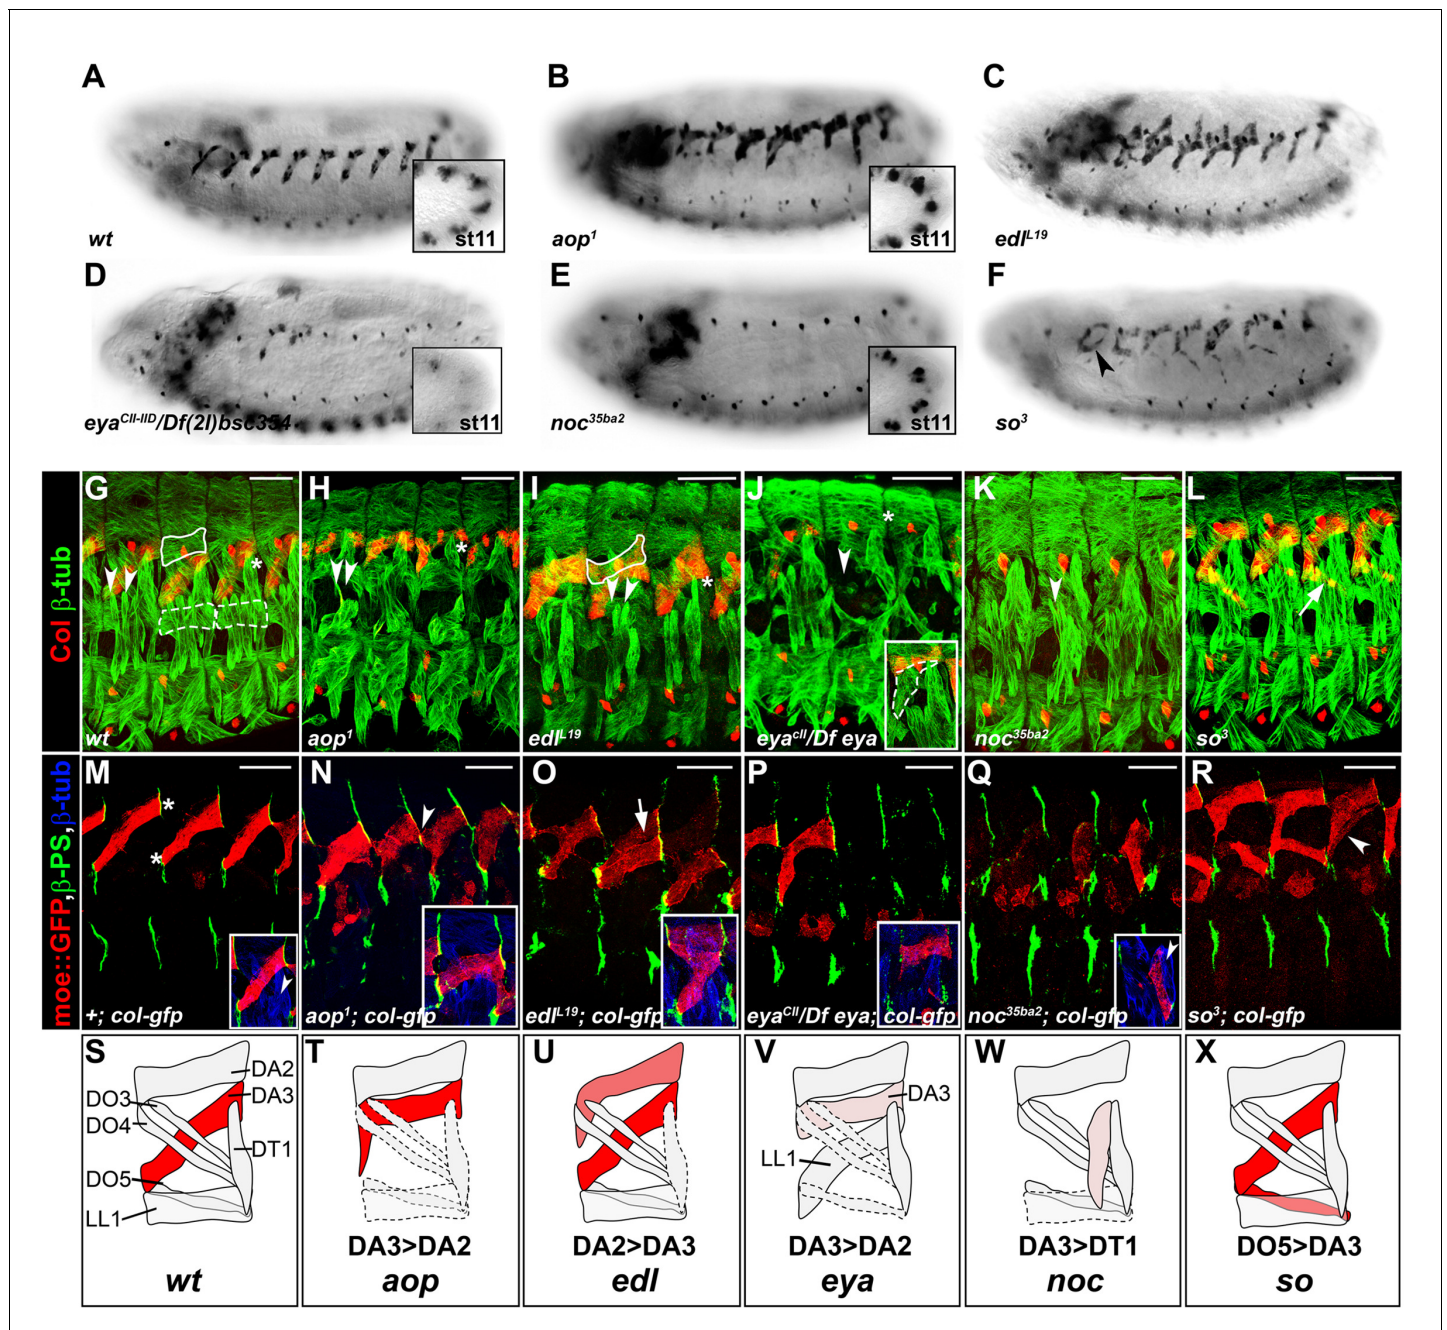 A
wt
st11
B
aop1
st11
C
edlL19
D
eyaCII-IID/Df(2l)bsc354
st11
E
noc35ba2
st11
F
so3
Col β-tub
G
wt
H
aop1
I
edlL19
J
eyacII/Df eya
K
noc35ba2
L
so3
moe::GFP,β-PS,β-tub
M
+; col-gfp
N
aop1; col-gfp
O
edlL19; col-gfp
P
eyaCII/Df eya; col-gfp
Q
noc35ba2; col-gfp
R
so3; col-gfp
S
DA2
DA3
DO3
DO4
DT1
DO5
LL1
wt
T
DA3>DA2
aop
U
DA2>DA3
edl
V
DA3
LL1
DA3>DA2
eya
W
DA3>DT1
noc
X
DO5>DA3
so